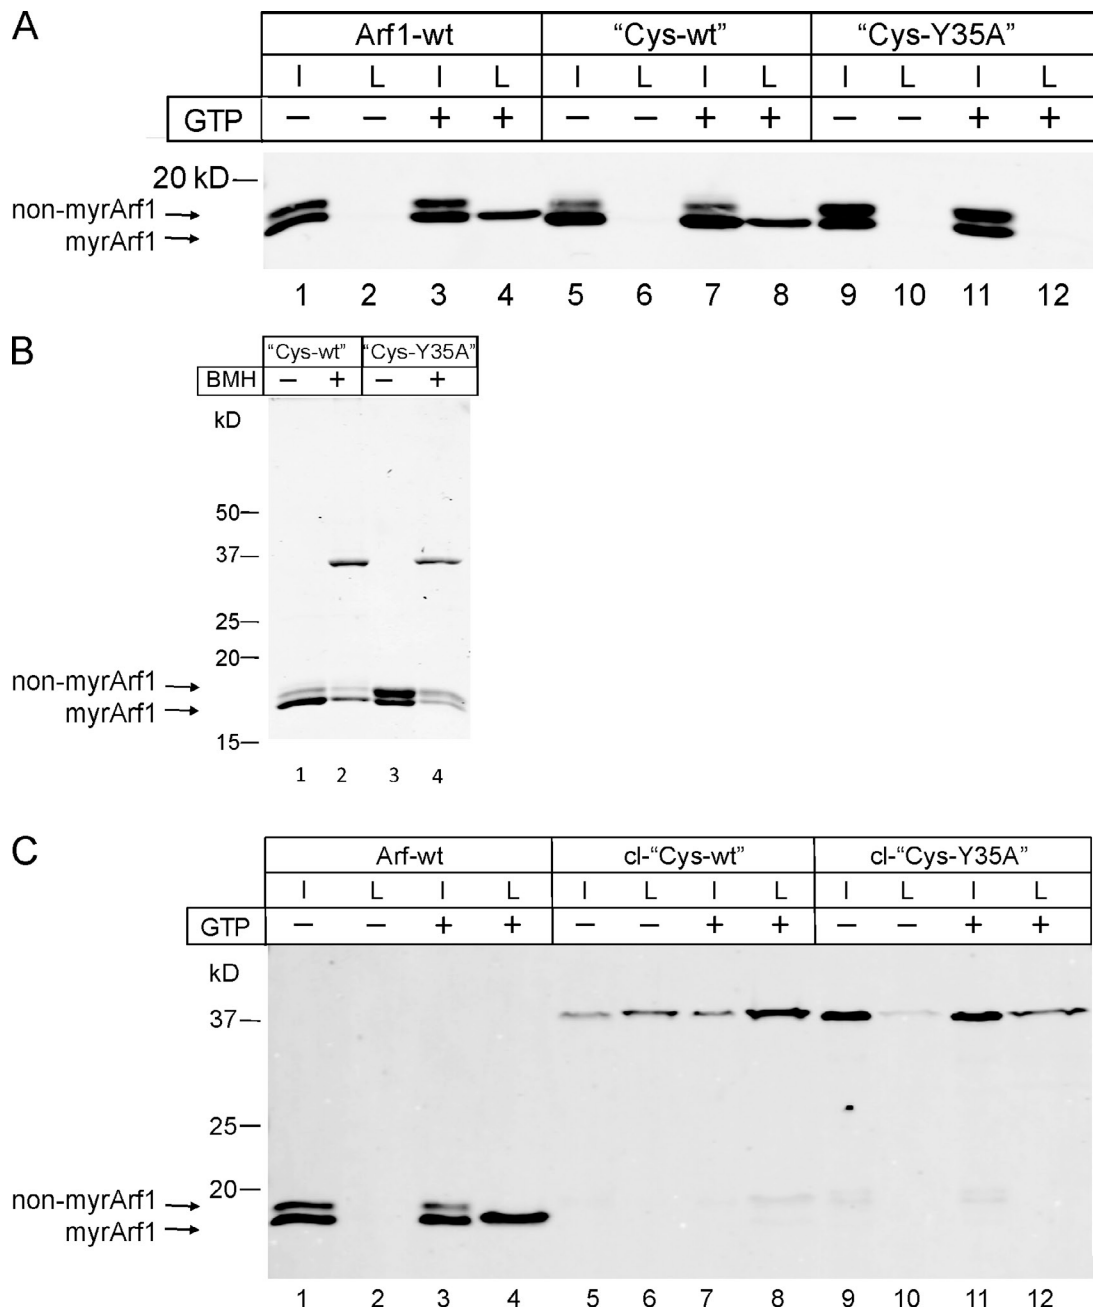 A
Arf1-wt “Cys-wt” “Cys-Y35A”
I L I L I L I L I L I L
GTP − − + + − − + + − − + +
20 kD
non-myrArf1
myrArf1
1 2 3 4 5 6 7 8 9 10 11 12
B
“Cys-wt” “Cys-Y35A”
BMH − + − +
kD
50
37
25
20
non-myrArf1
myrArf1
15
1 2 3 4
C
Arf-wt cl-“Cys-wt” cl-“Cys-Y35A”
I L I L I L I L I L I L
GTP − − + + − − + + − − + +
kD
37
25
20
non-myrArf1
myrArf1
1 2 3 4 5 6 7 8 9 10 11 12